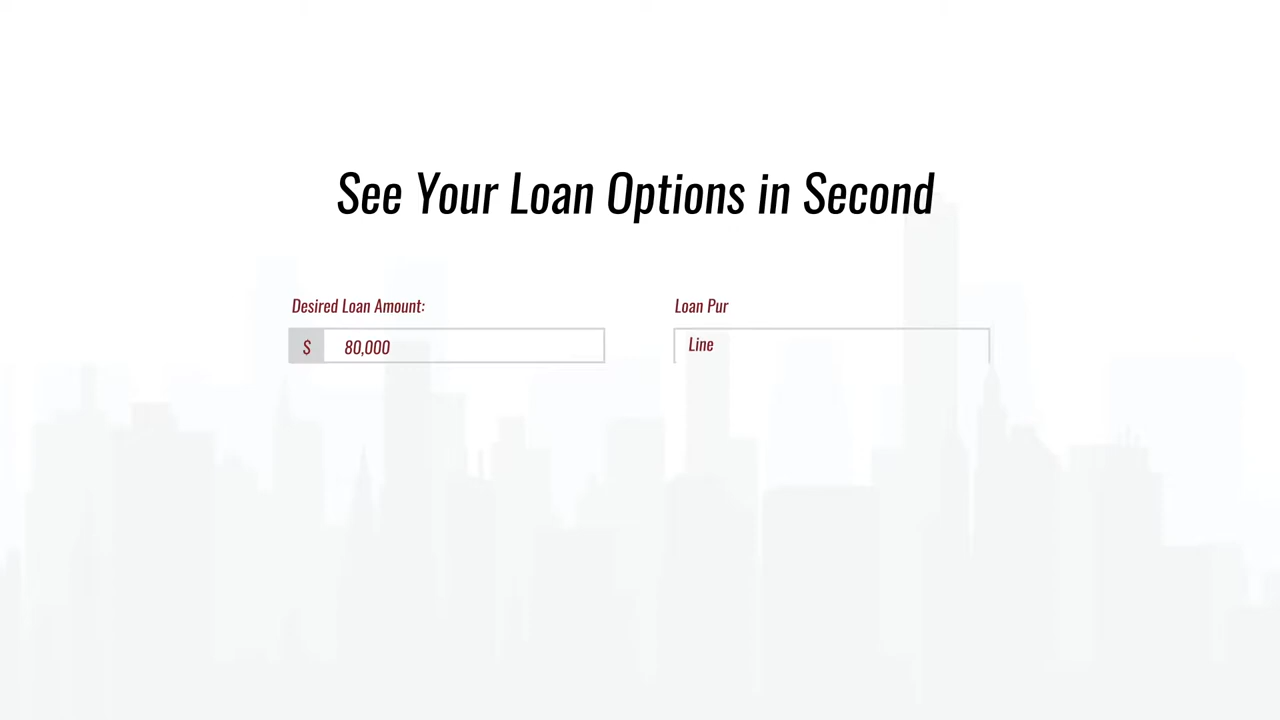 See Your Loan Options in Second
Desired Loan Amount:
Loan Pur
$ 80,000
Line